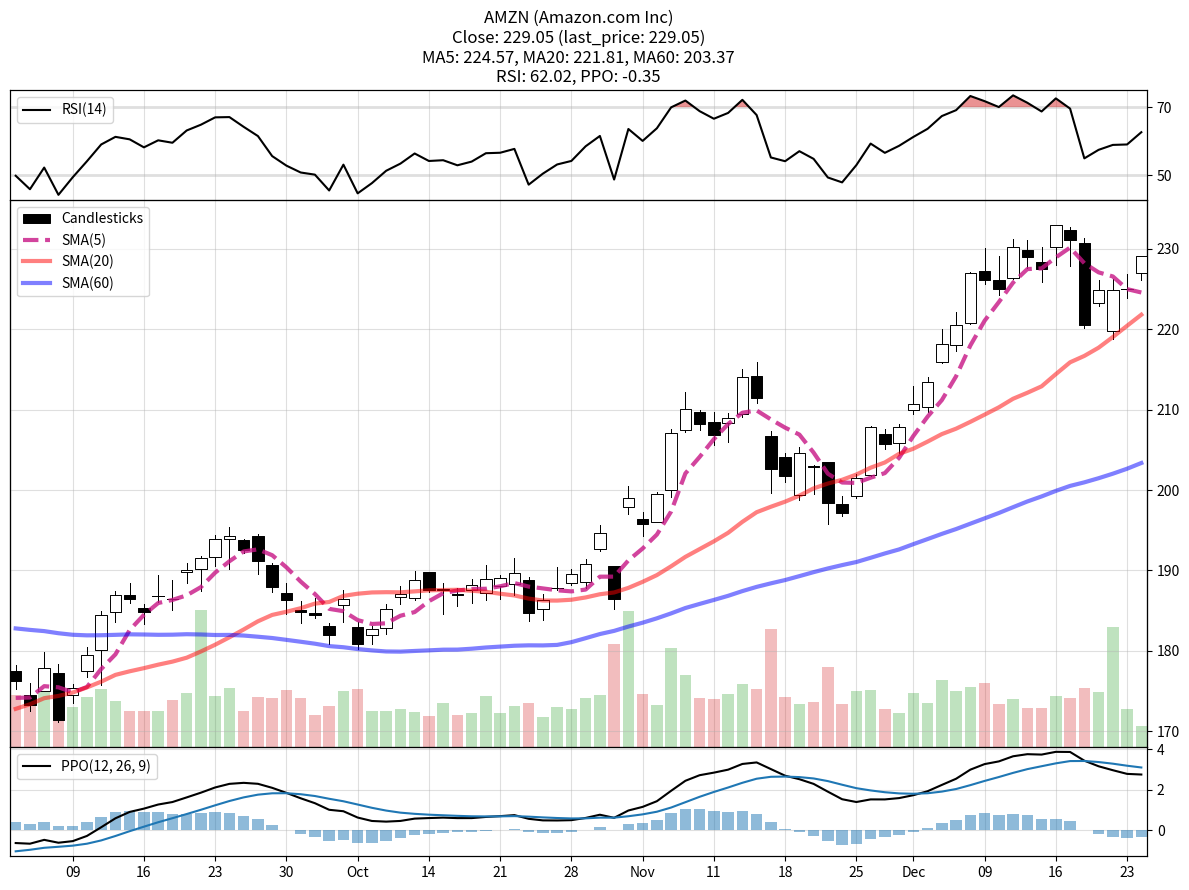 AMZN (Amazon.com Inc)
Close: 229.05 (last_price: 229.05)
MA5: 224.57, MA20: 221.81, MA60: 203.37
RSI: 62.02, PPO: -0.35
RSI(14)
70
50
Candlesticks
SMA(5)
SMA(20)
SMA(60)
230
220
210
200
190
180
170
PPO(12, 26, 9)
4
2
0
09 16 23 30 Oct 14 21 28 Nov 11 18 25 Dec 09 16 23